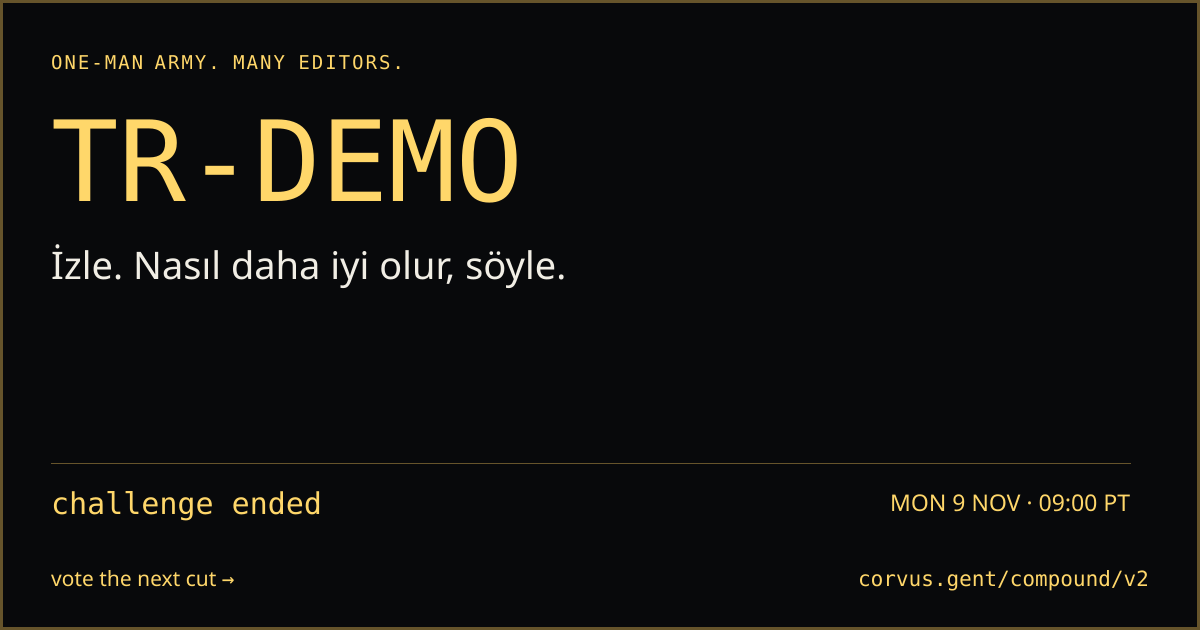 ONE-MAN ARMY. MANY EDITORS.
TR-DEMO
İzle. Nasıl daha iyi olur, söyle.
challenge ended
MON 9 NOV · 09:00 PT
vote the next cut →
corvus.gent/compound/v2